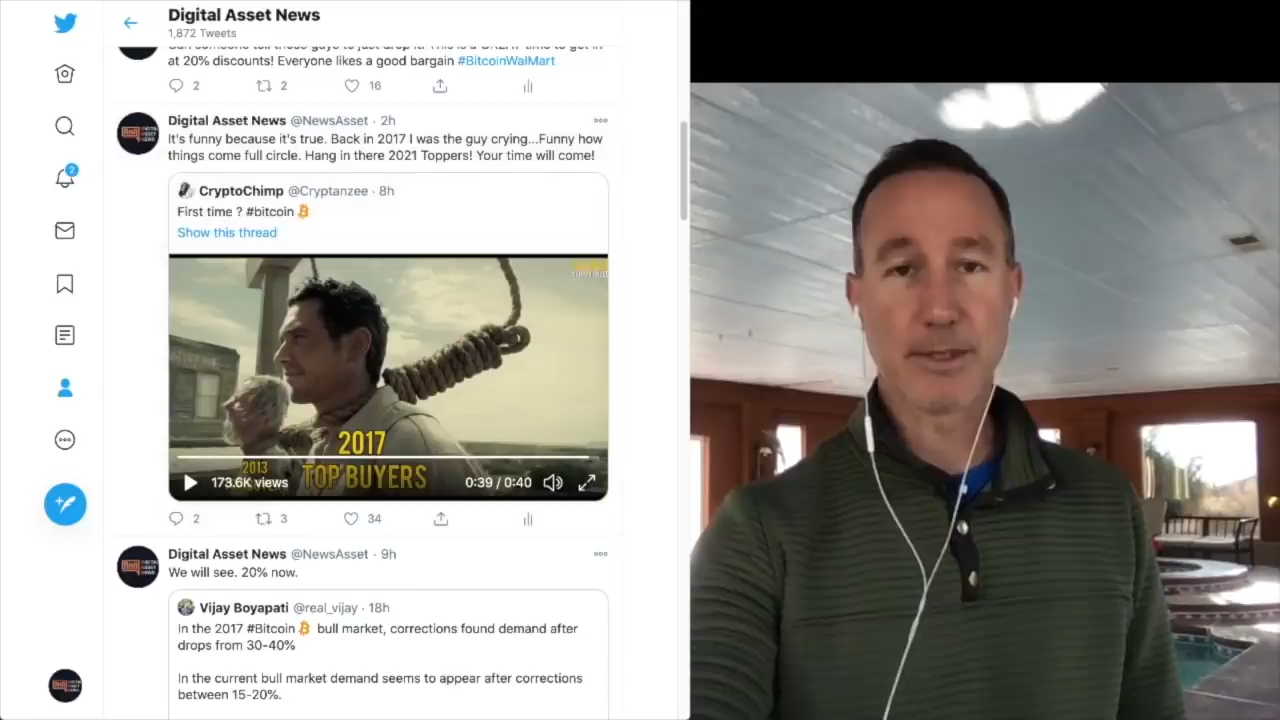 Digital Asset News
1,872 Tweets
at 20% discounts! Everyone likes a good bargain #BitcoinWalMart
2 2 16
Digital Asset News @NewsAsset · 2h
It's funny because it's true. Back in 2017 I was the guy crying...Funny how
things come full circle. Hang in there 2021 Toppers! Your time will come!
CryptoChimp @Cryptanzee · 8h
First time ? #bitcoin
Show this thread
2017
2013 TOP BUYERS
173.6K views 0:39 / 0:40
2 3 34
Digital Asset News @NewsAsset · 9h
We will see. 20% now.
Vijay Boyapati @real_vijay · 18h
In the 2017 #Bitcoin bull market, corrections found demand after
drops from 30-40%
In the current bull market demand seems to appear after corrections
between 15-20%.
2